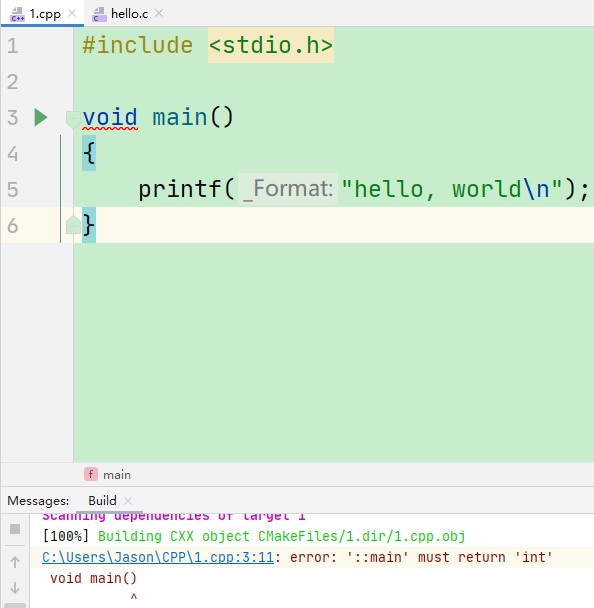 1.cpp
hello.c
1 #include <stdio.h>
2
3 void main()
4 {
5 printf( _Format: "hello, world\n");
6 }
f main
Messages: Build
Scanning dependencies of target 1
[100%] Building CXX object CMakeFiles/1.dir/1.cpp.obj
C:\Users\Jason\CPP\1.cpp:3:11: error: '::main' must return 'int'
void main()
^